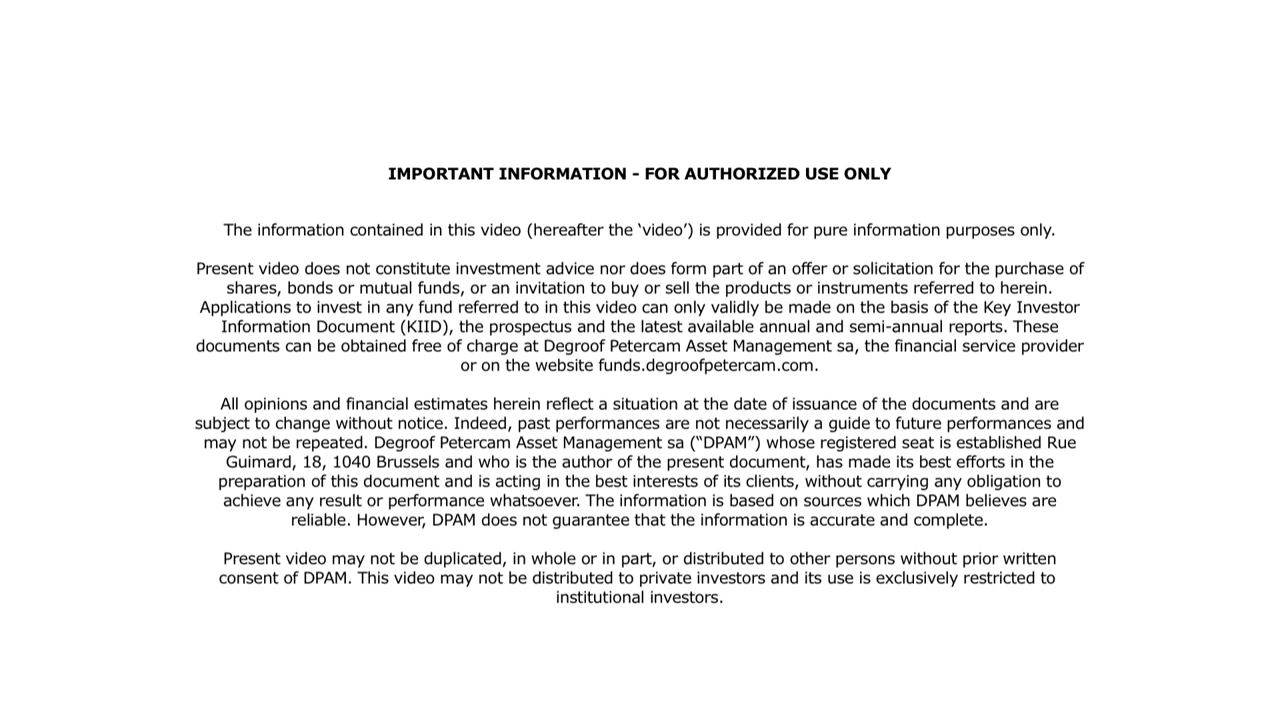 IMPORTANT INFORMATION - FOR AUTHORIZED USE ONLY
The information contained in this video (hereafter the ‘video’) is provided for pure information purposes only.
Present video does not constitute investment advice nor does form part of an offer or solicitation for the purchase of
shares, bonds or mutual funds, or an invitation to buy or sell the products or instruments referred to herein.
Applications to invest in any fund referred to in this video can only validly be made on the basis of the Key Investor
Information Document (KIID), the prospectus and the latest available annual and semi-annual reports. These
documents can be obtained free of charge at Degroof Petercam Asset Management sa, the financial service provider
or on the website funds.degroofpetercam.com.
All opinions and financial estimates herein reflect a situation at the date of issuance of the documents and are
subject to change without notice. Indeed, past performances are not necessarily a guide to future performances and
may not be repeated. Degroof Petercam Asset Management sa (“DPAM”) whose registered seat is established Rue
Guimard, 18, 1040 Brussels and who is the author of the present document, has made its best efforts in the
preparation of this document and is acting in the best interests of its clients, without carrying any obligation to
achieve any result or performance whatsoever. The information is based on sources which DPAM believes are
reliable. However, DPAM does not guarantee that the information is accurate and complete.
Present video may not be duplicated, in whole or in part, or distributed to other persons without prior written
consent of DPAM. This video may not be distributed to private investors and its use is exclusively restricted to
institutional investors.